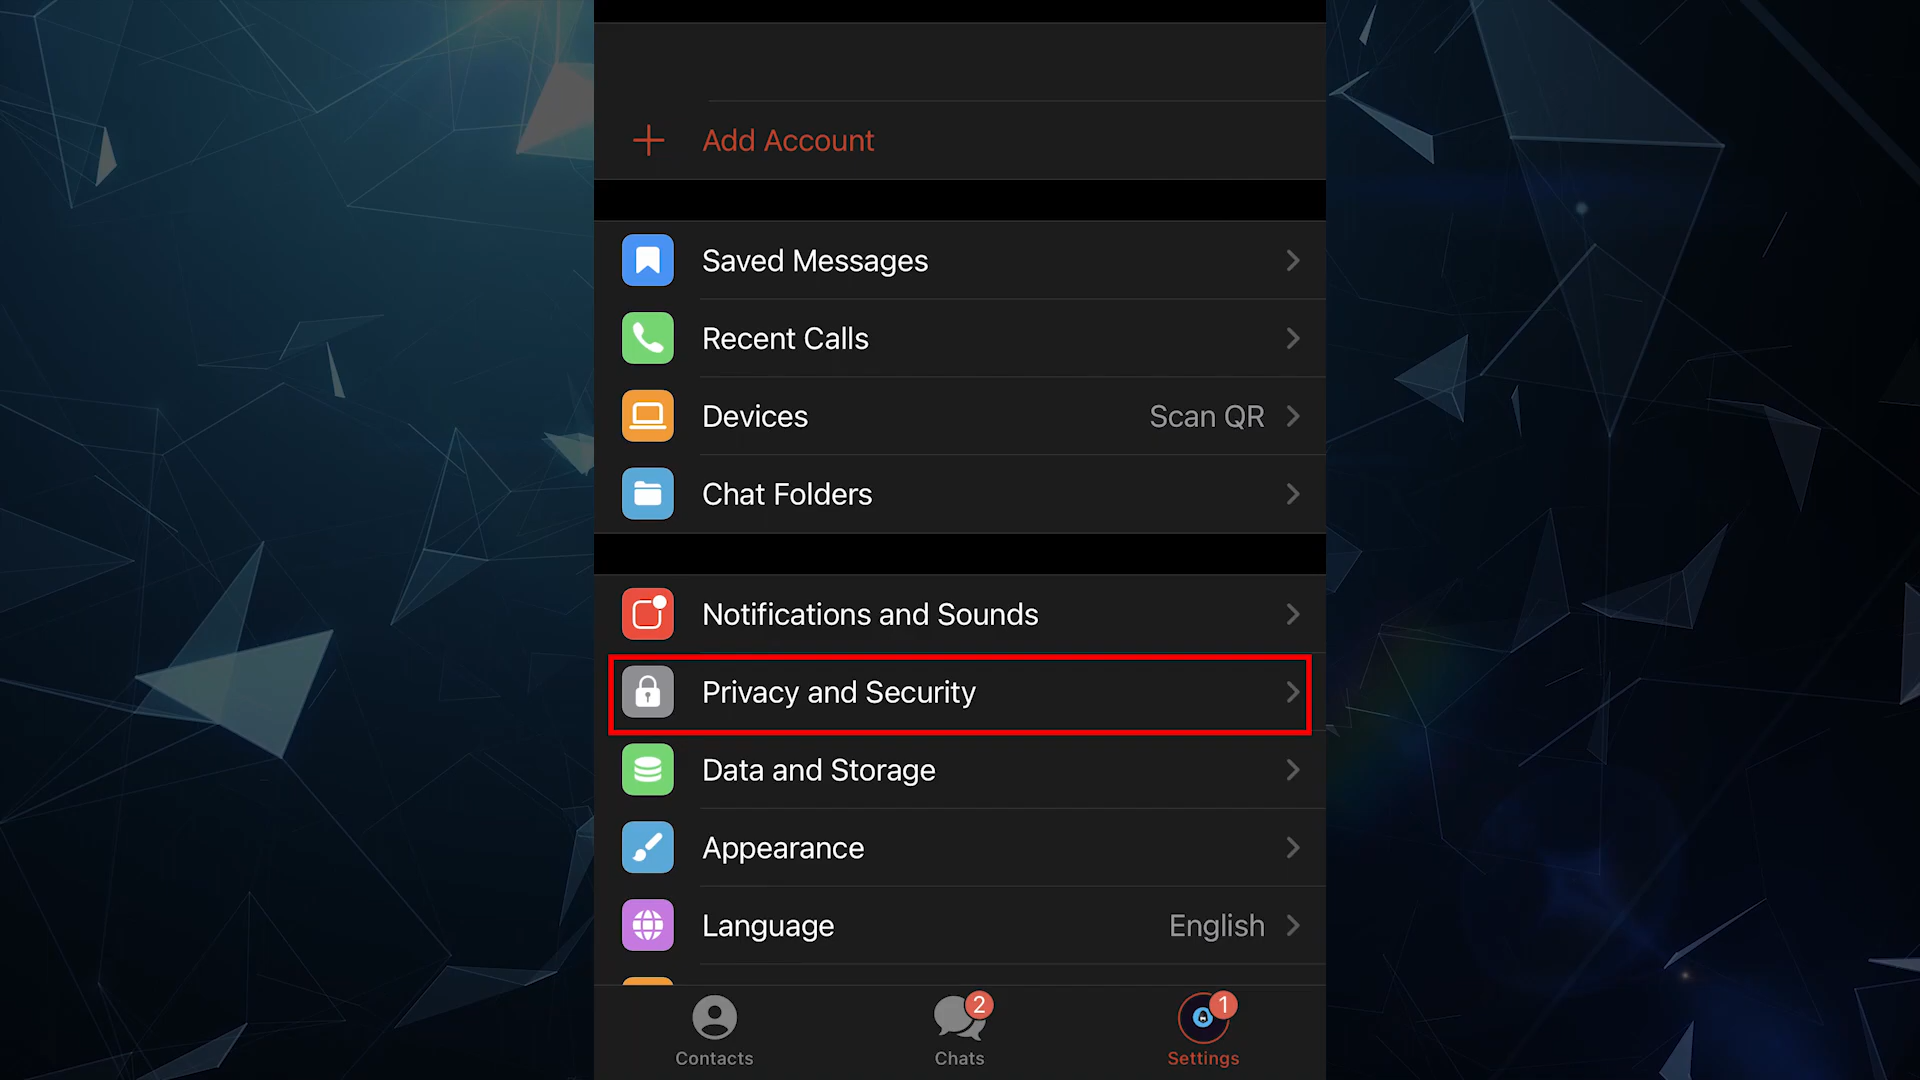 Add Account
Saved Messages
Recent Calls
Devices Scan QR
Chat Folders
Notifications and Sounds
Privacy and Security
Data and Storage
Appearance
Language English
2
1
Contacts Chats Settings